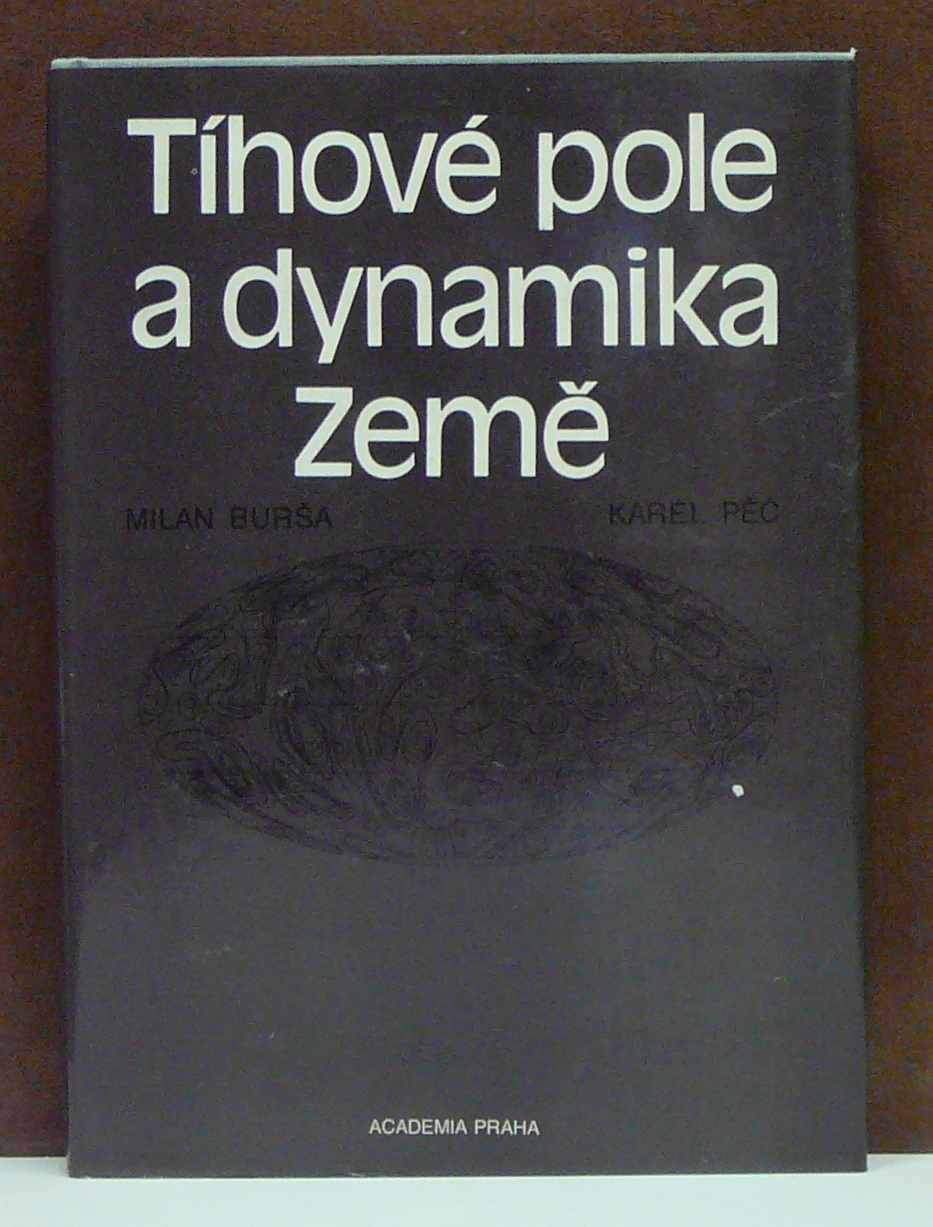 Tíhové pole
a dynamika
Země
MILAN BURŠA KAREL PĚČ
ACADEMIA PRAHA